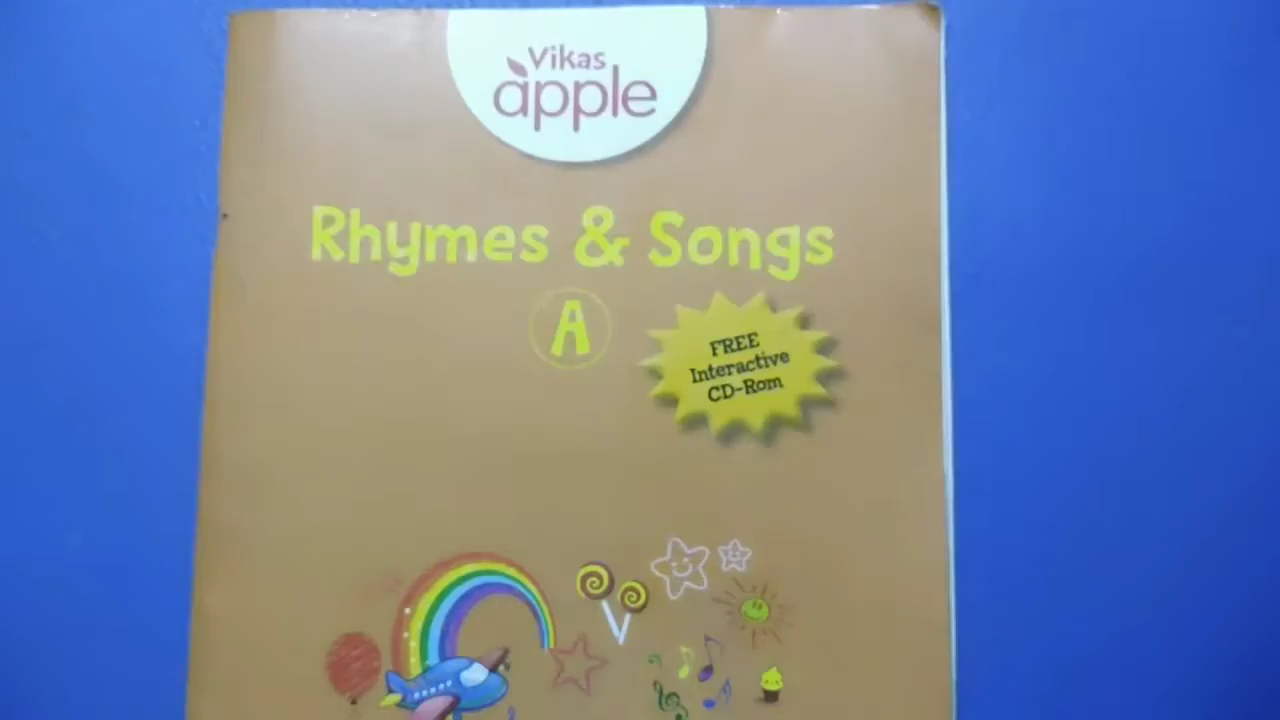 Vikas
apple
Rhymes & Songs
A
FREE
Interactive
CD-Rom